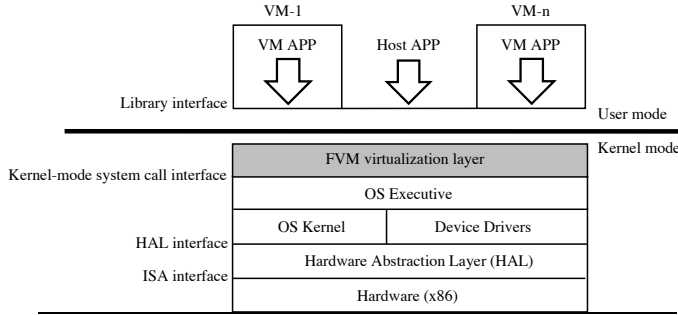 VM-1 VM-n
VM APP Host APP VM APP
Library interface
User mode
Kernel mode
FVM virtualization layer
Kernel-mode system call interface
OS Executive
OS Kernel Device Drivers
HAL interface
Hardware Abstraction Layer (HAL)
ISA interface
Hardware (x86)